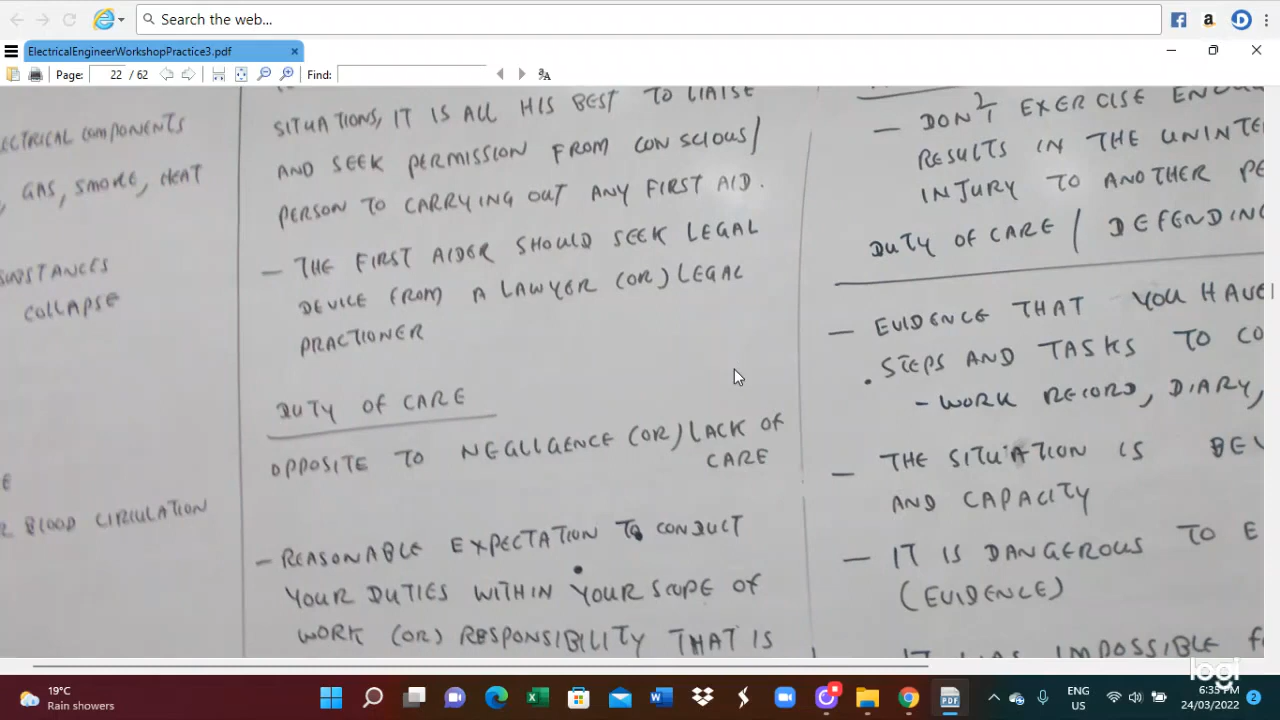 Search the web...
ElectricalEngineerWorkshopPractice3.pdf
Page: 22 / 62 Find:
ECTRICAL COMPONENTS
, GAS, SMOKE, HEAT
SUBSTANCES
COLLAPSE
E
R BLOOD CIRCULATION
SITUATIONS, IT IS ALL HIS BEST TO LIAISE
AND SEEK PERMISSION FROM CONSCIOUS/
PERSON TO CARRYING OUT ANY FIRST AID.
— THE FIRST AIDER SHOULD SEEK LEGAL
DEVICE FROM A LAWYER (OR) LEGAL
PRACTIONER
DUTY OF CARE
OPPOSITE TO NEGLIGENCE (OR) LACK OF
CARE
— REASONABLE EXPECTATION TO CONDUCT
YOUR DUTIES WITHIN YOUR SCOPE OF
WORK (OR) RESPONSIBILITY THAT IS
— DON'T EXERCISE ENOU
RESULTS IN THE UNINTE
INJURY TO ANOTHER PE
DUTY OF CARE / DEFENDING
— EVIDENCE THAT YOU HAVE
. STEPS AND TASKS TO CO
- WORK RECORD, DIARY,
— THE SITUATION IS BEY
AND CAPACITY
— IT IS DANGEROUS TO E
(EVIDENCE)
IMPOSSIBLE F
logi
19°C
Rain showers
ENG
US
6:35 PM
24/03/2022
2